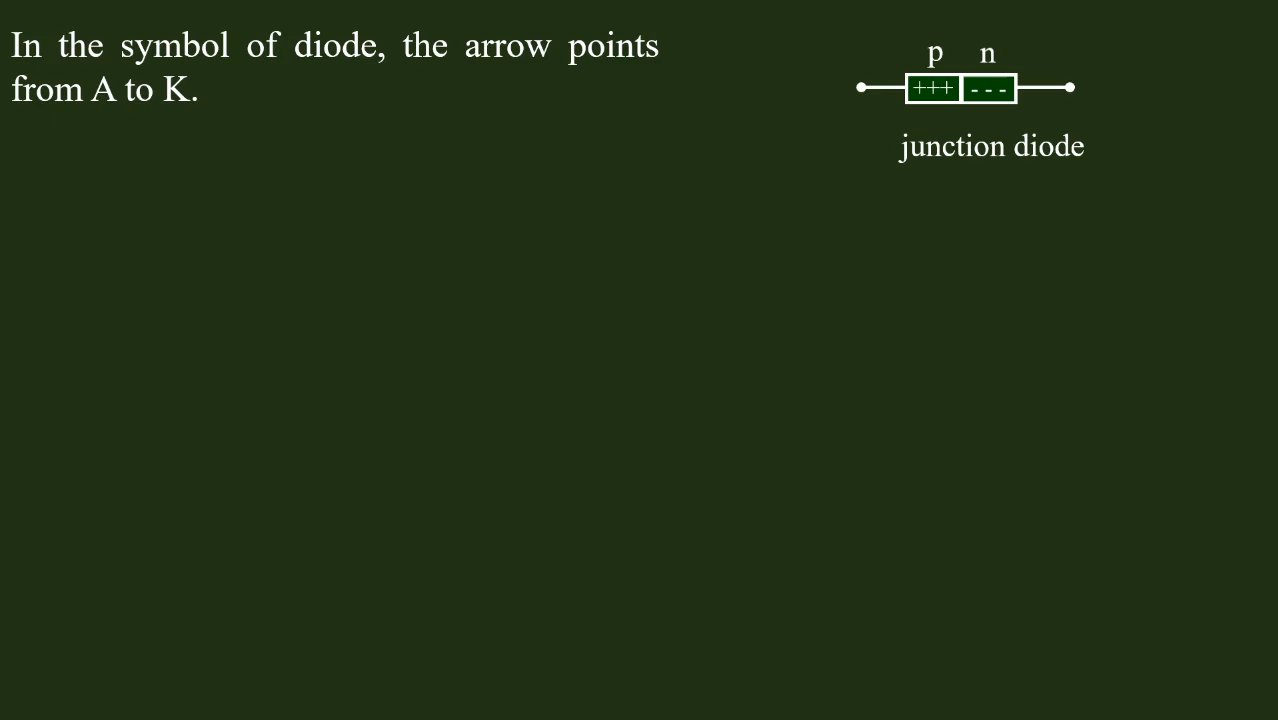 In the symbol of diode, the arrow points
from A to K.
p n
+++ - - -
junction diode